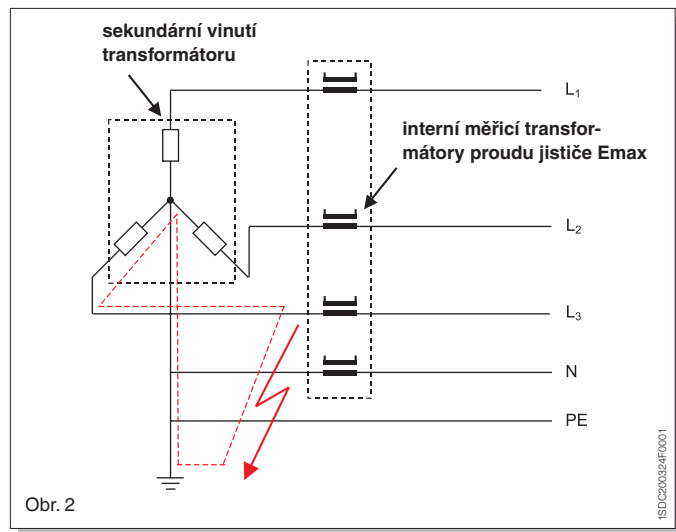 sekundární vinutí
transformátoru
L₁
interní měřicí transfor-
mátory proudu jističe Emax
L₂
L₃
N
PE
1SDC200324F0001
Obr. 2